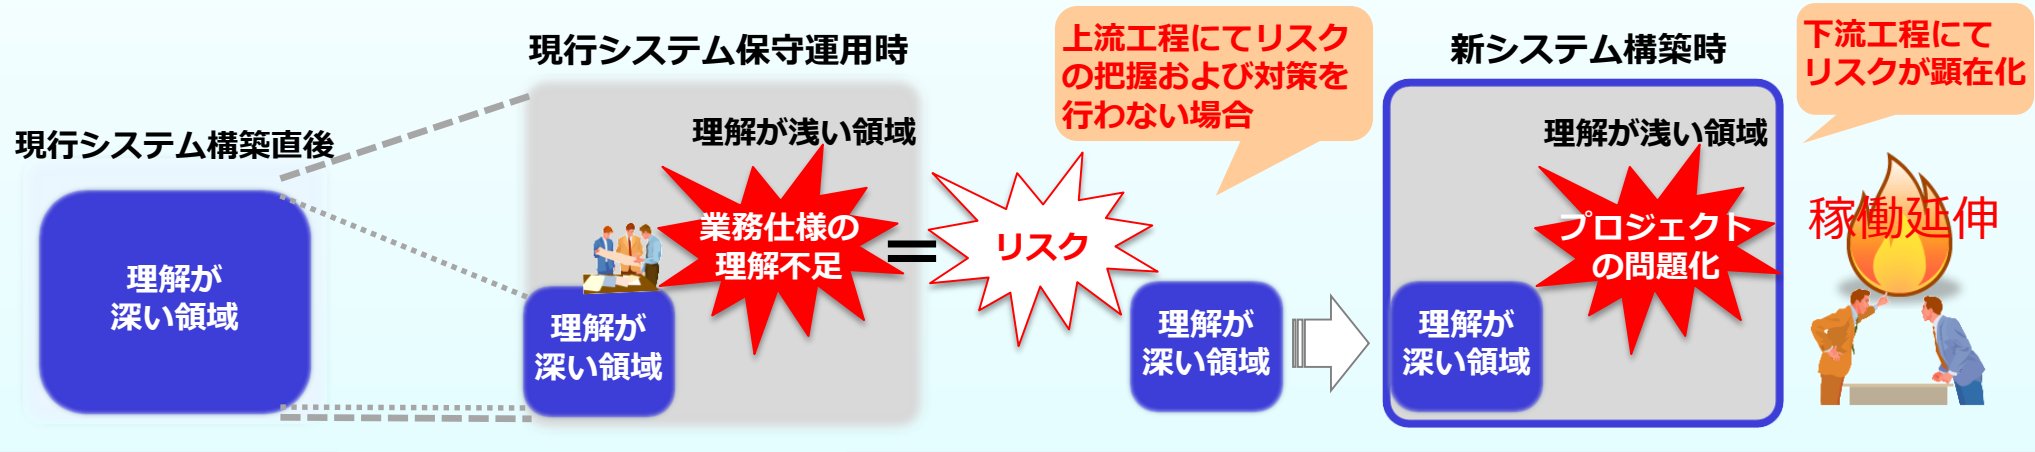 現行システム構築直後
理解が
深い領域
現行システム保守運用時
理解が浅い領域
業務仕様の
理解不足
理解が
深い領域
=
リスク
上流工程にてリスク
の把握および対策を
行わない場合
理解が
深い領域
新システム構築時
理解が浅い領域
プロジェクト
の問題化
理解が
深い領域
下流工程にて
リスクが顕在化
稼働延伸